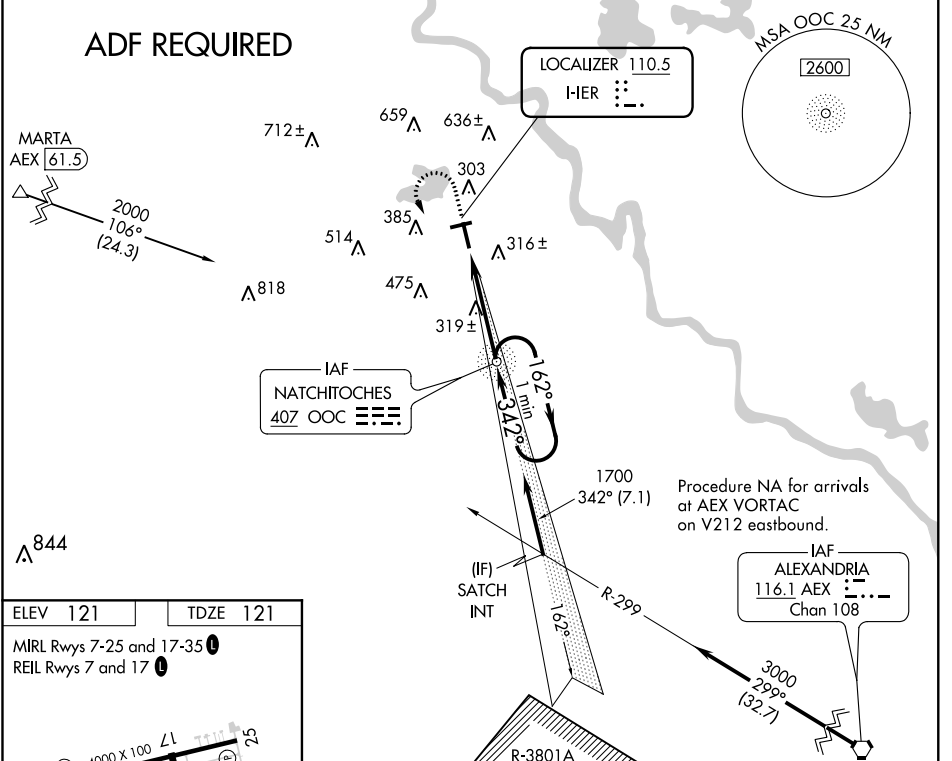 ADF REQUIRED
LOCALIZER 110.5
I-IER
MSA OOC 25 NM
2600
MARTA
AEX 61.5
2000
106°
(24.3)
712±
659
636±
303
385
514
316±
818
475
319±
IAF
NATCHITOCHES
407 OOC
162°
1 min
342°
1700
342° (7.1)
Procedure NA for arrivals
at AEX VORTAC
on V212 eastbound.
844
(IF)
SATCH
INT
R-299
162°
IAF
ALEXANDRIA
116.1 AEX
Chan 108
3000
299°
(32.7)
R-3801A
ELEV 121
TDZE 121
MIRL Rwys 7-25 and 17-35 L
REIL Rwys 7 and 17 L
17
25
X 100
P